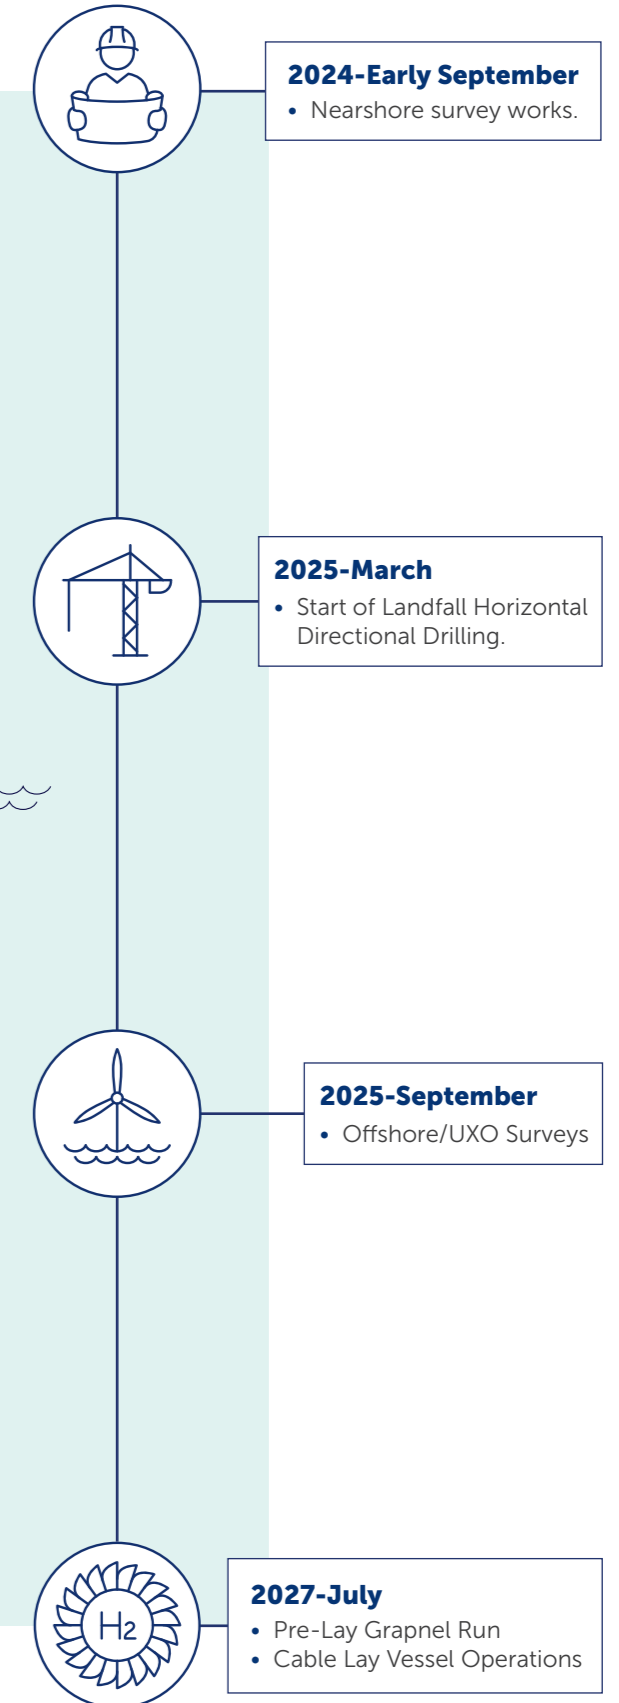 2024-Early September
• Nearshore survey works.
2025-March
• Start of Landfall Horizontal
Directional Drilling.
2025-September
• Offshore/UXO Surveys
H2
2027-July
• Pre-Lay Grapnel Run
• Cable Lay Vessel Operations